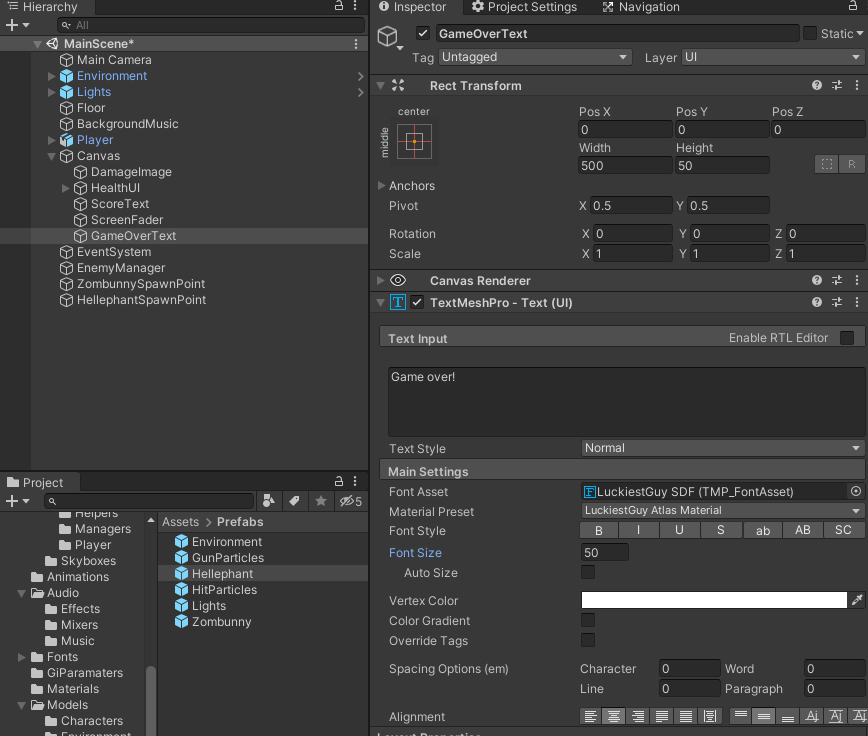 Hierarchy
All
MainScene*
Main Camera
Environment
Lights
Floor
BackgroundMusic
Player
Canvas
DamageImage
HealthUI
ScoreText
ScreenFader
GameOverText
EventSystem
EnemyManager
ZombunnySpawnPoint
HellephantSpawnPoint
Project
5
Helpers
Managers
Player
Skyboxes
Animations
Audio
Effects
Mixers
Music
Fonts
GiParamaters
Materials
Models
Characters
Environment
Assets > Prefabs
Environment
GunParticles
Hellephant
HitParticles
Lights
Zombunny
Inspector Project Settings Navigation
GameOverText Static
Tag Untagged Layer UI
Rect Transform
center
middle
Pos X Pos Y Pos Z
0 0 0
Width Height
500 50
R
Anchors
Pivot X 0.5 Y 0.5
Rotation X 0 Y 0 Z 0
Scale X 1 Y 1 Z 1
Canvas Renderer
T TextMeshPro - Text (UI)
Text Input Enable RTL Editor
Game over!
Text Style Normal
Main Settings
Font Asset LuckiestGuy SDF (TMP_FontAsset)
Material Preset LuckiestGuy Atlas Material
Font Style B I U S ab AB SC
Font Size 50
Auto Size
Vertex Color
Color Gradient
Override Tags
Spacing Options (em) Character 0 Word 0
Line 0 Paragraph 0
Alignment